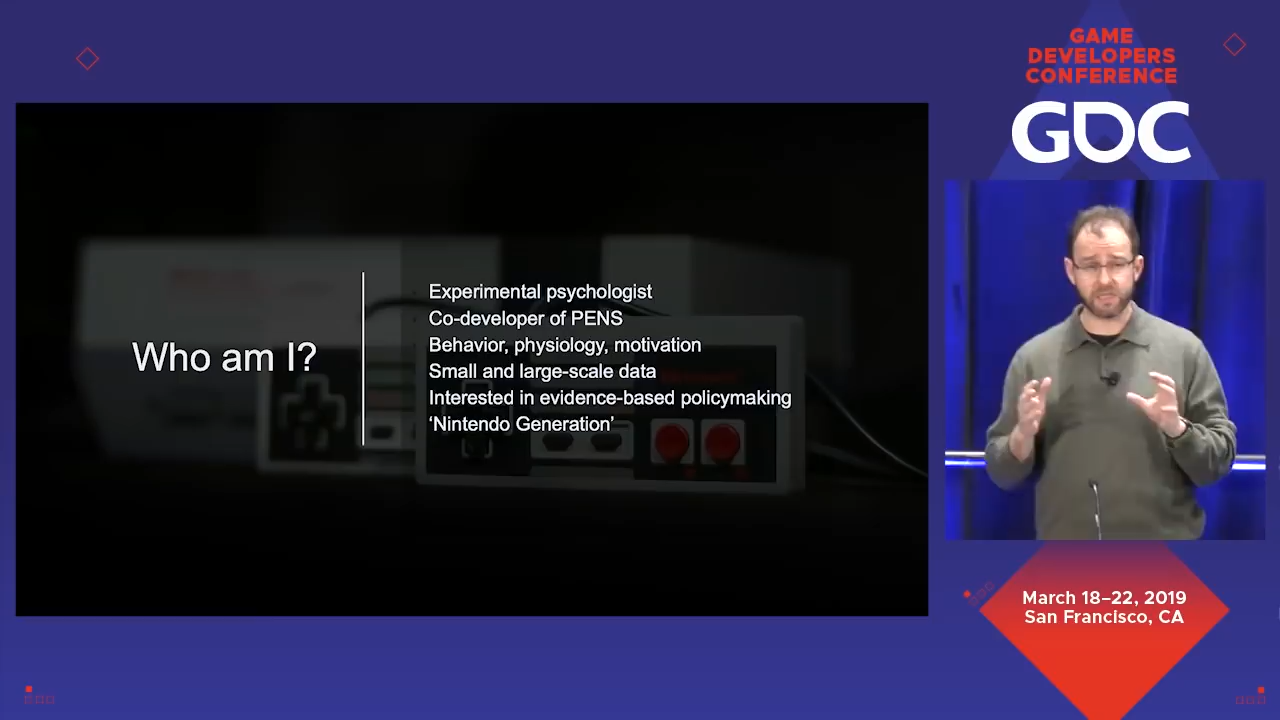 GAME
DEVELOPERS
CONFERENCE
GDC
Who am I?
Experimental psychologist
Co-developer of PENS
Behavior, physiology, motivation
Small and large-scale data
Interested in evidence-based policymaking
‘Nintendo Generation’
March 18–22, 2019
San Francisco, CA